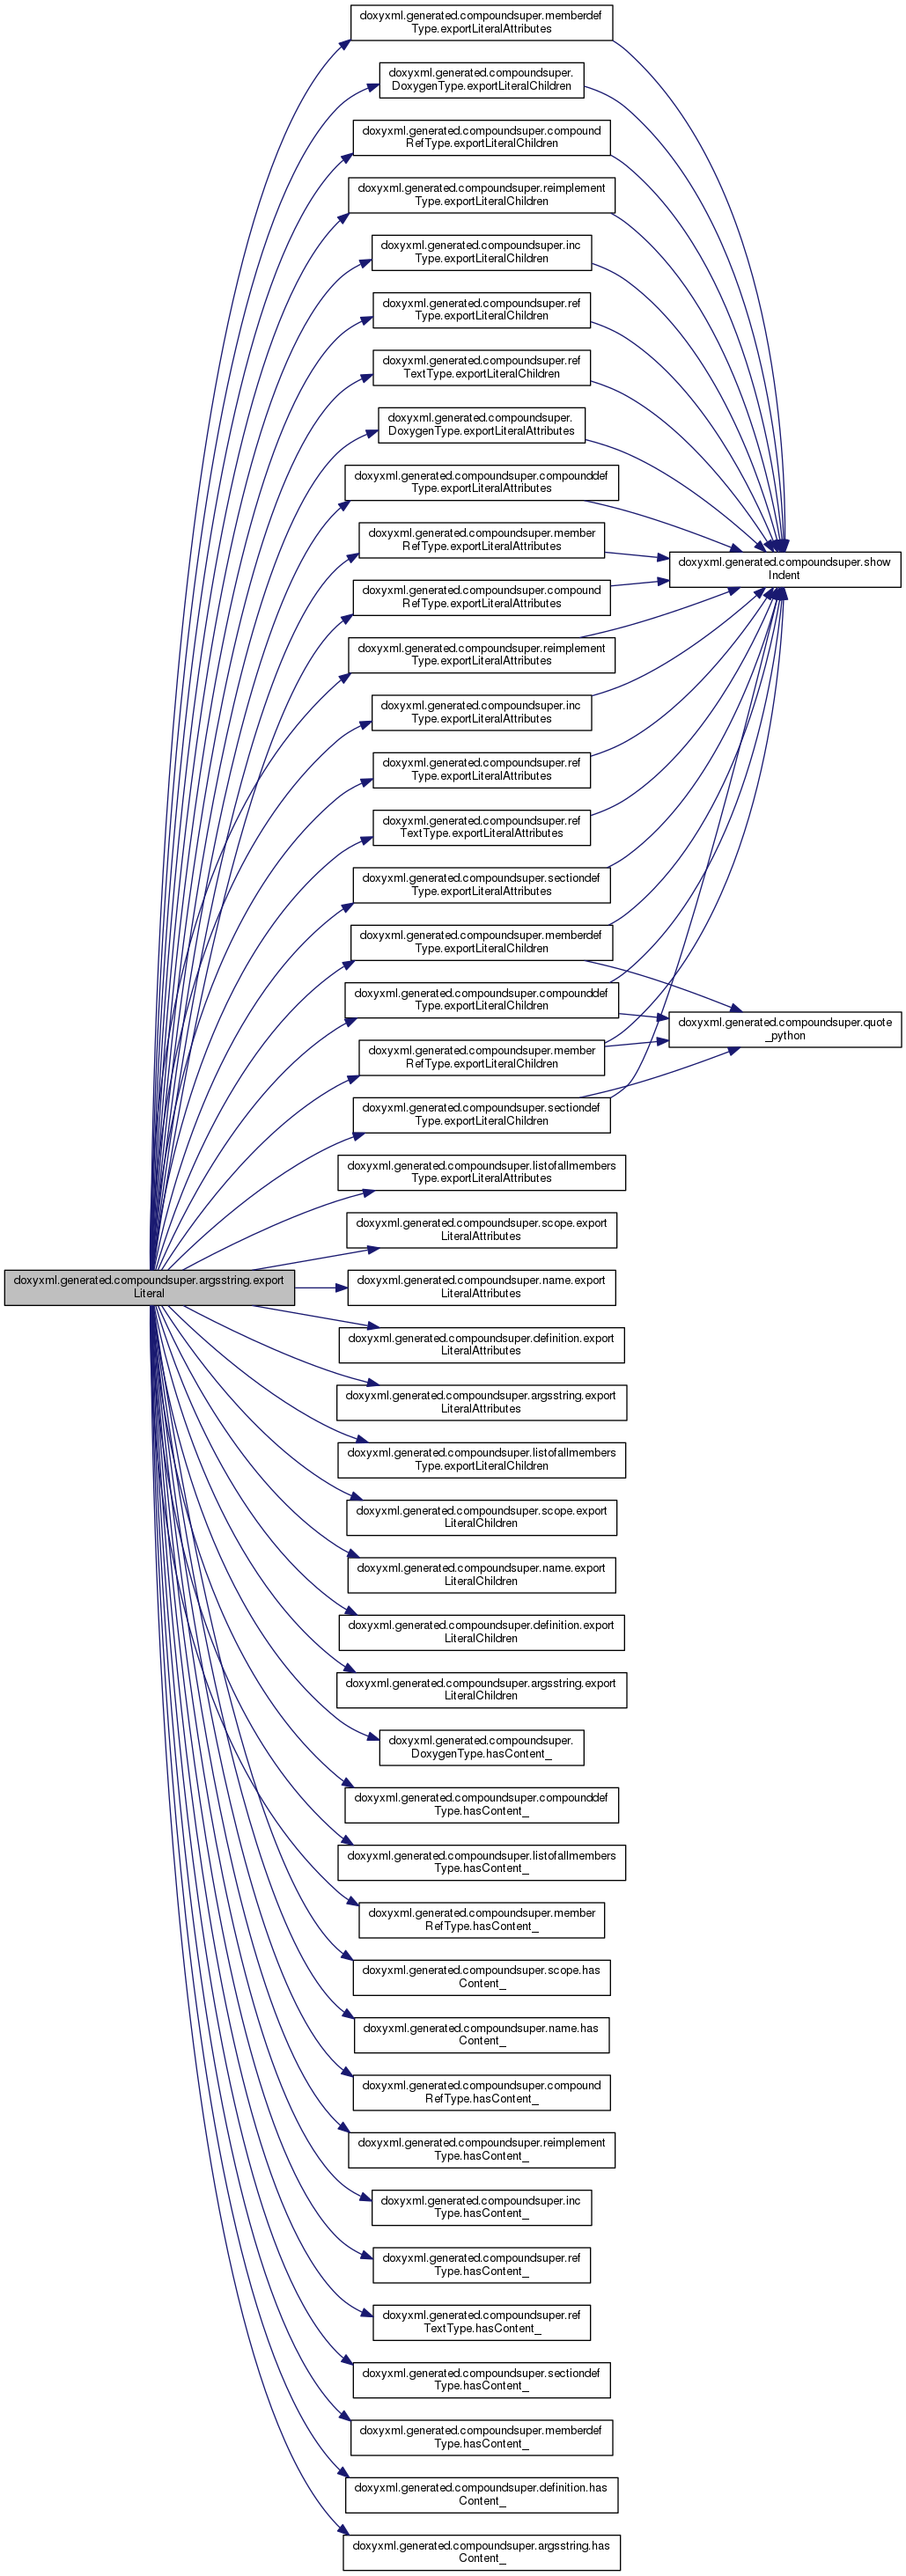 doxyxml.generated.compoundsuper.memberdef
Type.exportLiteralAttributes
doxyxml.generated.compoundsuper.
DoxygenType.exportLiteralChildren
doxyxml.generated.compoundsuper.compound
RefType.exportLiteralChildren
doxyxml.generated.compoundsuper.reimplement
Type.exportLiteralChildren
doxyxml.generated.compoundsuper.inc
Type.exportLiteralChildren
doxyxml.generated.compoundsuper.ref
Type.exportLiteralChildren
doxyxml.generated.compoundsuper.ref
TextType.exportLiteralChildren
doxyxml.generated.compoundsuper.
DoxygenType.exportLiteralAttributes
doxyxml.generated.compoundsuper.compounddef
Type.exportLiteralAttributes
doxyxml.generated.compoundsuper.member
RefType.exportLiteralAttributes
doxyxml.generated.compoundsuper.show
Indent
doxyxml.generated.compoundsuper.compound
RefType.exportLiteralAttributes
doxyxml.generated.compoundsuper.reimplement
Type.exportLiteralAttributes
doxyxml.generated.compoundsuper.inc
Type.exportLiteralAttributes
doxyxml.generated.compoundsuper.ref
Type.exportLiteralAttributes
doxyxml.generated.compoundsuper.ref
TextType.exportLiteralAttributes
doxyxml.generated.compoundsuper.sectiondef
Type.exportLiteralAttributes
doxyxml.generated.compoundsuper.memberdef
Type.exportLiteralChildren
doxyxml.generated.compoundsuper.compounddef
Type.exportLiteralChildren
doxyxml.generated.compoundsuper.quote
_python
doxyxml.generated.compoundsuper.member
RefType.exportLiteralChildren
doxyxml.generated.compoundsuper.sectiondef
Type.exportLiteralChildren
doxyxml.generated.compoundsuper.listofallmembers
Type.exportLiteralAttributes
doxyxml.generated.compoundsuper.scope.export
LiteralAttributes
doxyxml.generated.compoundsuper.argsstring.export
Literal
doxyxml.generated.compoundsuper.name.export
LiteralAttributes
doxyxml.generated.compoundsuper.definition.export
LiteralAttributes
doxyxml.generated.compoundsuper.argsstring.export
LiteralAttributes
doxyxml.generated.compoundsuper.listofallmembers
Type.exportLiteralChildren
doxyxml.generated.compoundsuper.scope.export
LiteralChildren
doxyxml.generated.compoundsuper.name.export
LiteralChildren
doxyxml.generated.compoundsuper.definition.export
LiteralChildren
doxyxml.generated.compoundsuper.argsstring.export
LiteralChildren
doxyxml.generated.compoundsuper.
DoxygenType.hasContent_
doxyxml.generated.compoundsuper.compounddef
Type.hasContent_
doxyxml.generated.compoundsuper.listofallmembers
Type.hasContent_
doxyxml.generated.compoundsuper.member
RefType.hasContent_
doxyxml.generated.compoundsuper.scope.has
Content_
doxyxml.generated.compoundsuper.name.has
Content_
doxyxml.generated.compoundsuper.compound
RefType.hasContent_
doxyxml.generated.compoundsuper.reimplement
Type.hasContent_
doxyxml.generated.compoundsuper.inc
Type.hasContent_
doxyxml.generated.compoundsuper.ref
Type.hasContent_
doxyxml.generated.compoundsuper.ref
TextType.hasContent_
doxyxml.generated.compoundsuper.sectiondef
Type.hasContent_
doxyxml.generated.compoundsuper.memberdef
Type.hasContent_
doxyxml.generated.compoundsuper.definition.has
Content_
doxyxml.generated.compoundsuper.argsstring.has
Content_